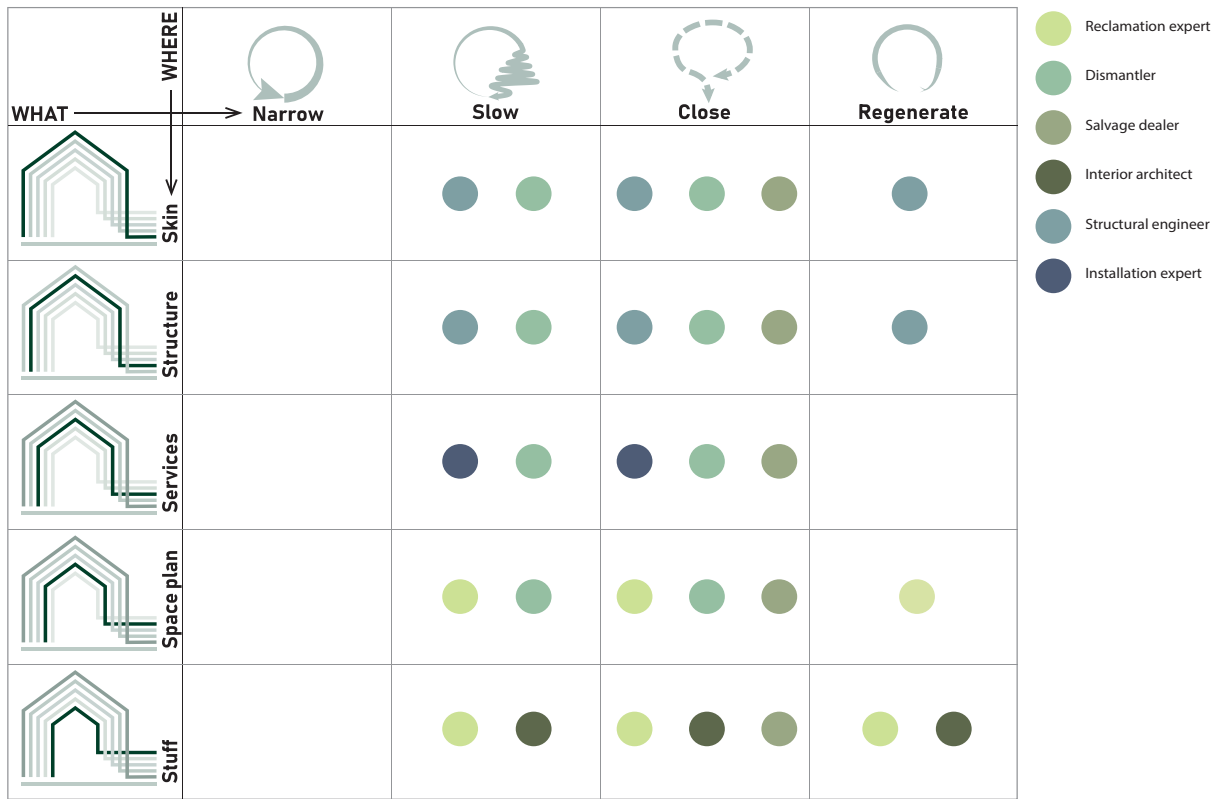 WHERE
WHAT
Narrow
Slow
Close
Regenerate
Skin
Structure
Services
Space plan
Stuff
Reclamation expert
Dismantler
Salvage dealer
Interior architect
Structural engineer
Installation expert